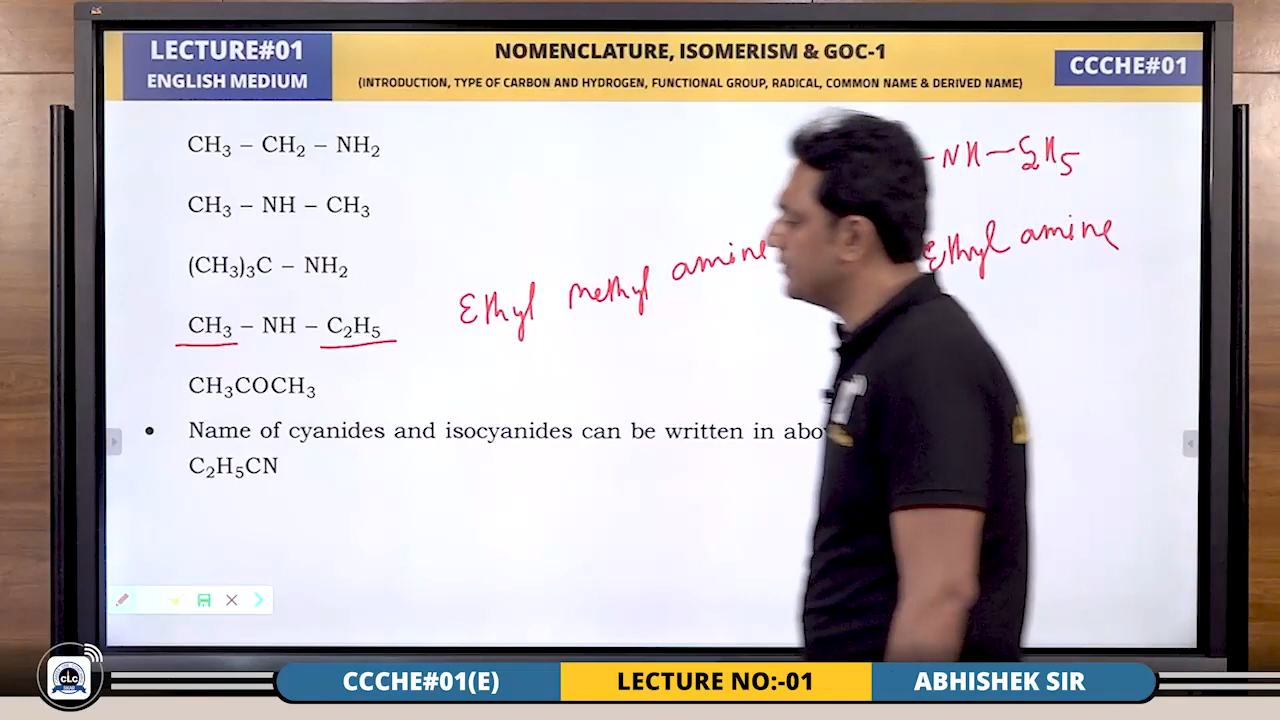 LECTURE#01
ENGLISH MEDIUM
NOMENCLATURE, ISOMERISM & GOC-1
(INTRODUCTION, TYPE OF CARBON AND HYDROGEN, FUNCTIONAL GROUP, RADICAL, COMMON NAME & DERIVED NAME)
CCCHE#01
CH₃ – CH₂ – NH₂
– NH – C₂H₅
CH₃ – NH – CH₃
Ethyl amine
(CH₃)₃C – NH₂
Ethyl methyl amine
CH₃ – NH – C₂H₅
CH₃COCH₃
• Name of cyanides and isocyanides can be written in
C₂H₅CN
CLC
CCCHE#01(E)
LECTURE NO:-01
ABHISHEK SIR